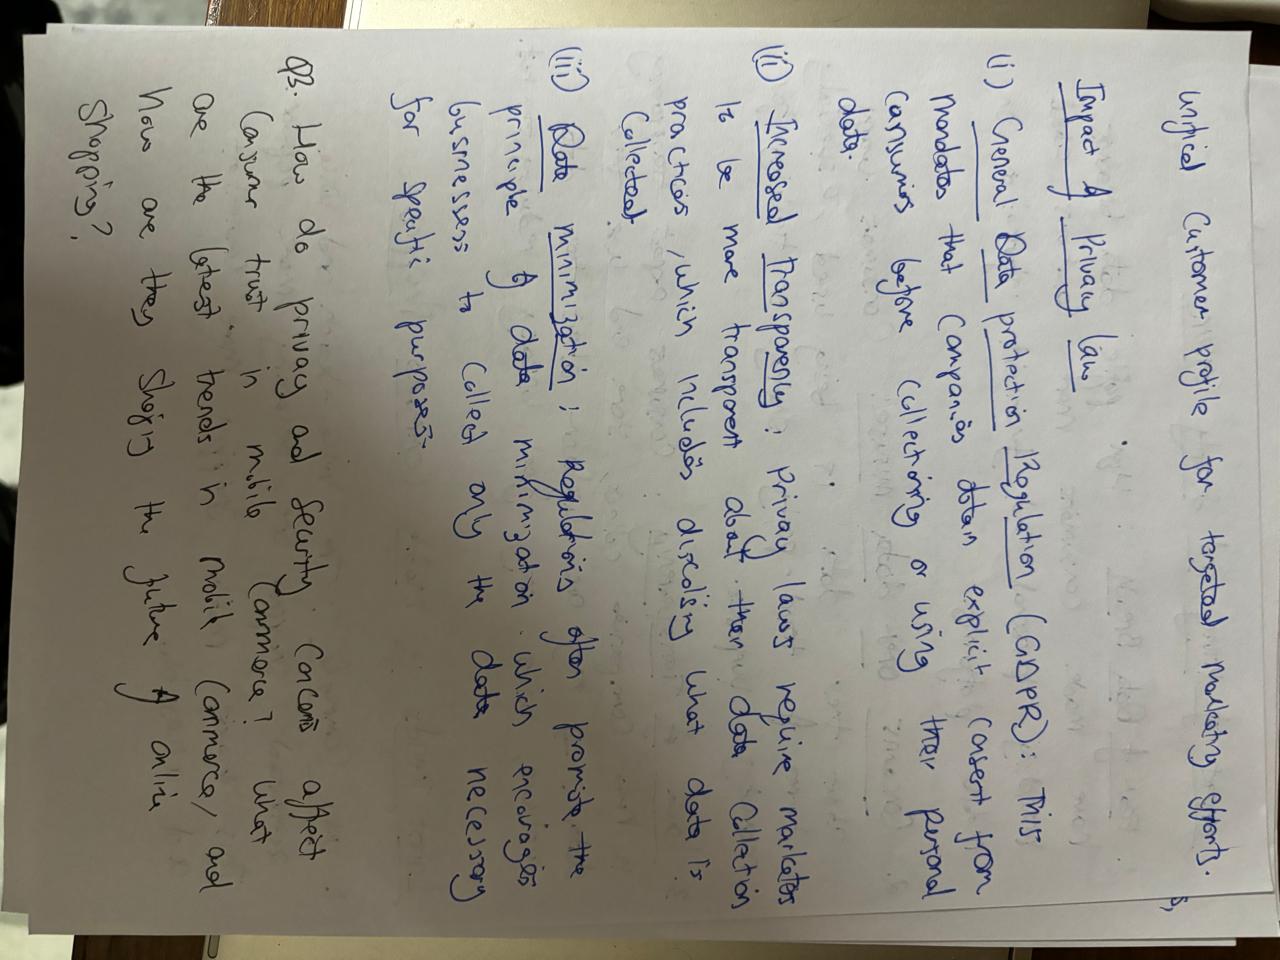 unified Customer profile for targeted marketing efforts.
s,
Impact of Privacy law
(i) General Data protection Regulation (GDPR): This
mandates that Companies obtain explicit consent from
consumers before collectioning or using their personal
data.
(ii) Increased transparency: Privay laws require marketers
to be more transparent about their data Collection
practices, which includes discolsing what data is
Collected.
(iii) Data minimization: Regulations often promote the
principle of data minimization which encourages
businessess to Collect only the data necessary
for specific purposes.
Q3. How do privacy and Security Concerns affect
Consumer trust in mobile Commerce? What
are the latest trends in mobile Commerce, and
how are they shaping the future of online
shopping?